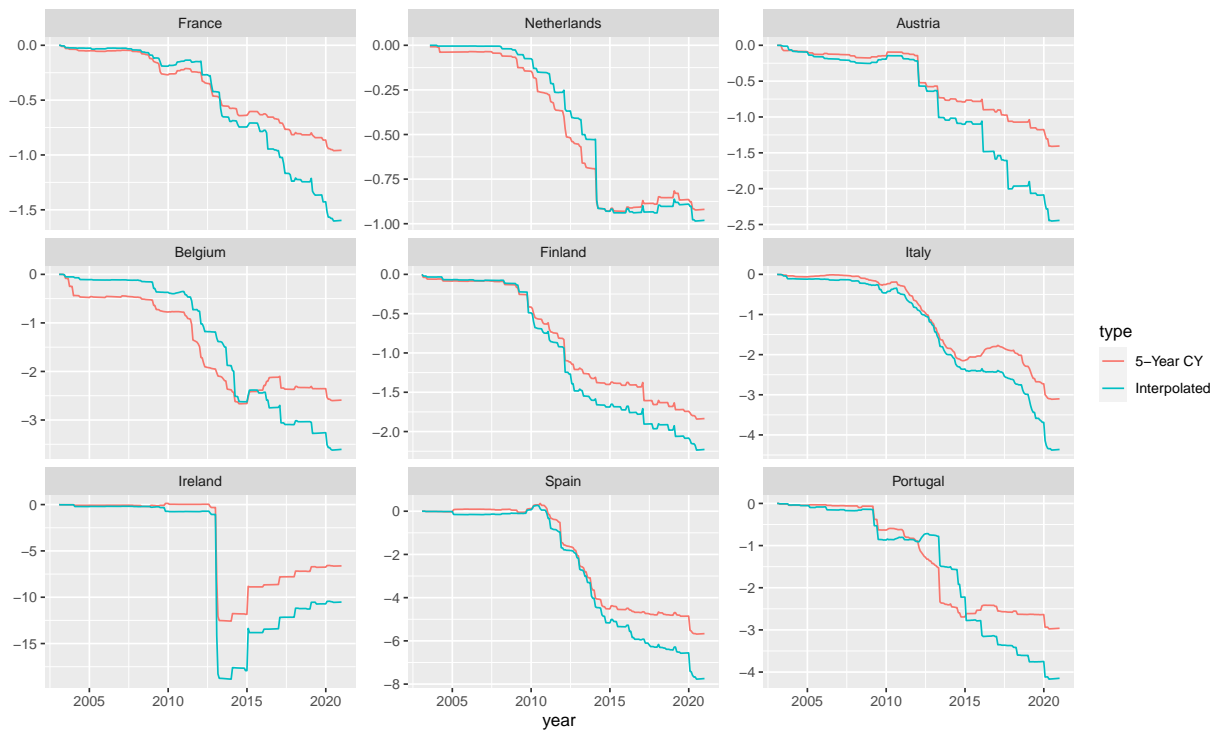 France
Netherlands
Austria
0.0
−0.5
−1.0
−1.5
0.00
−0.25
−0.50
−0.75
−1.00
0.0
−0.5
−1.0
−1.5
−2.0
−2.5
Belgium
Finland
Italy
0
−1
−2
−3
0.0
−0.5
−1.0
−1.5
−2.0
0
−1
−2
−3
−4
type
5−Year CY
Interpolated
Ireland
Spain
Portugal
0
−5
−10
−15
0
−2
−4
−6
−8
0
−1
−2
−3
−4
2005 2010 2015 2020
2005 2010 2015 2020
2005 2010 2015 2020
year